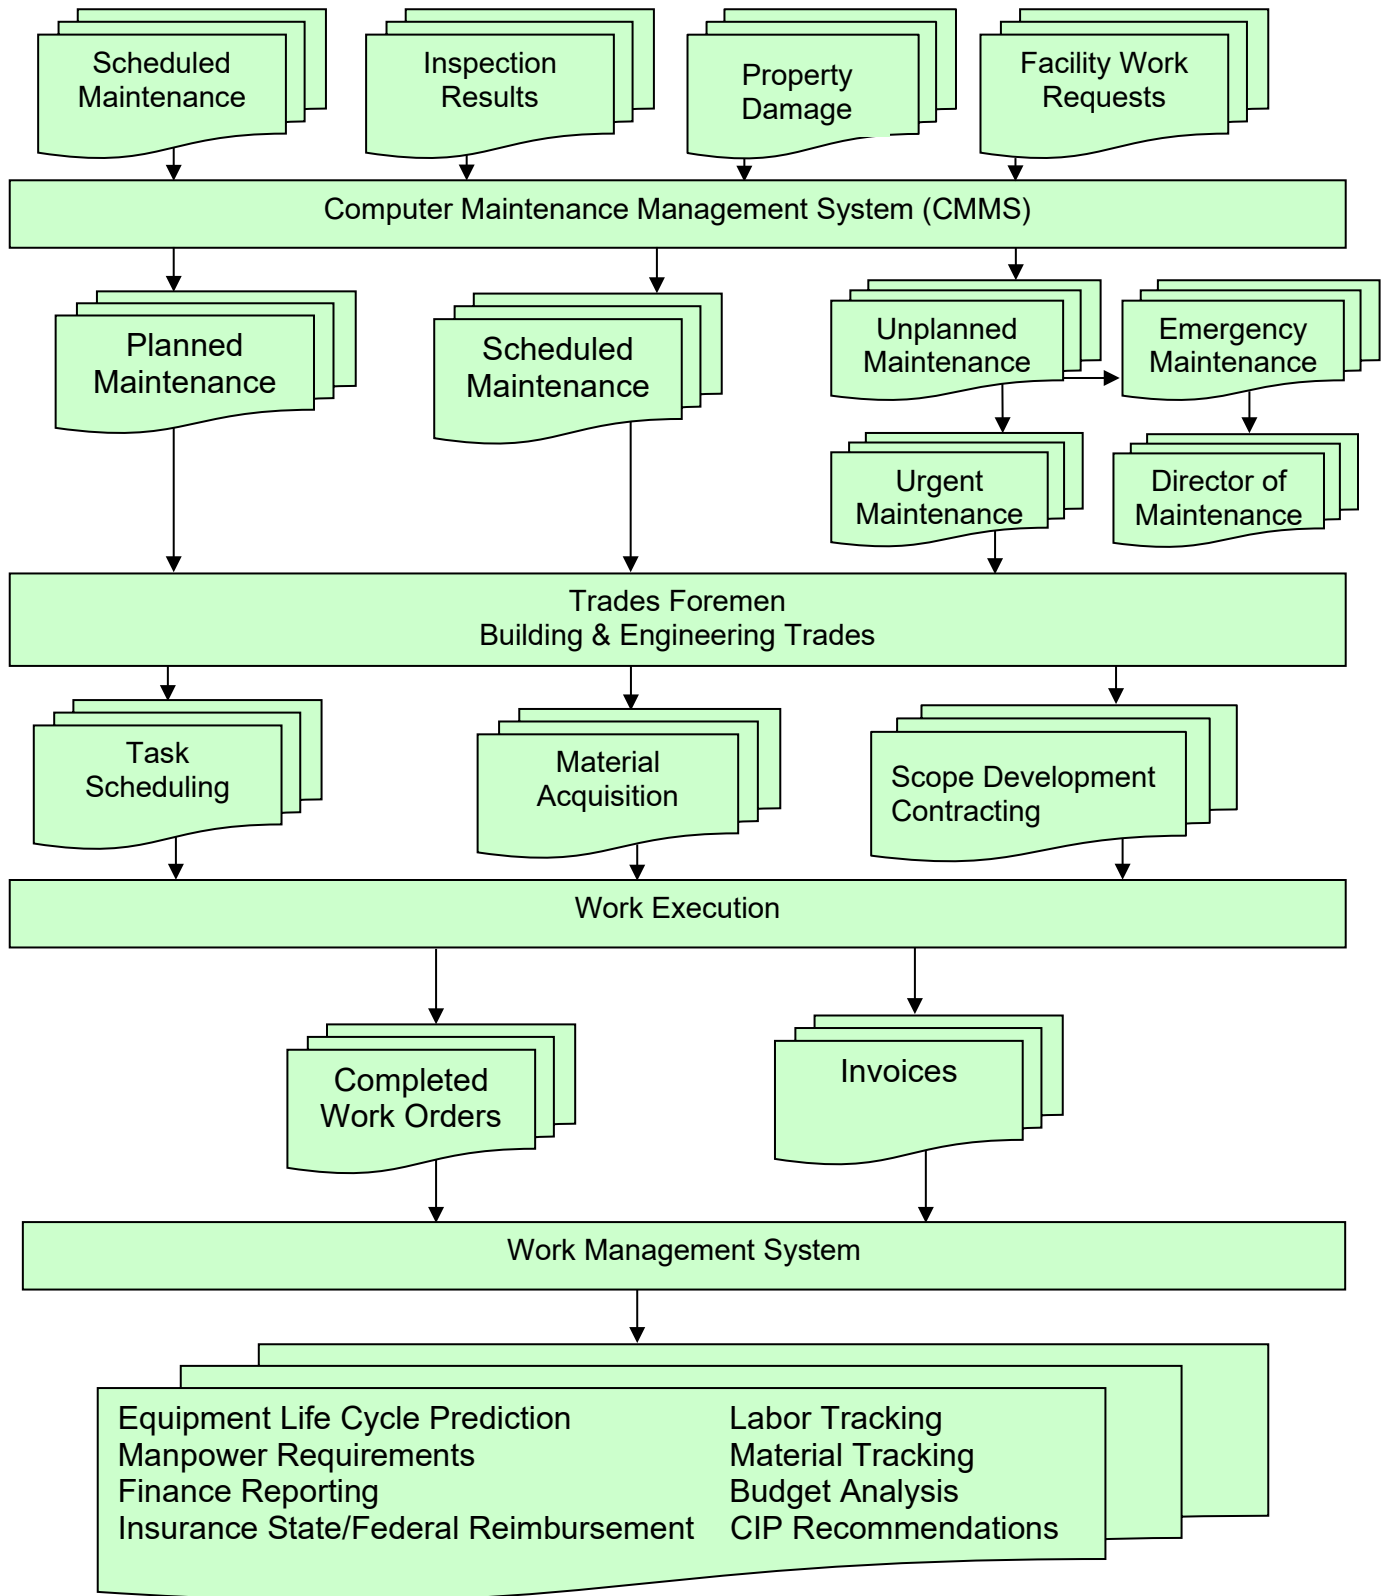 Scheduled
Maintenance
Inspection
Results
Property
Damage
Facility Work
Requests
Computer Maintenance Management System (CMMS)
Planned
Maintenance
Scheduled
Maintenance
Unplanned
Maintenance
Emergency
Maintenance
Urgent
Maintenance
Director of
Maintenance
Trades Foremen
Building & Engineering Trades
Task
Scheduling
Material
Acquisition
Scope Development
Contracting
Work Execution
Completed
Work Orders
Invoices
Work Management System
Equipment Life Cycle Prediction
Manpower Requirements
Finance Reporting
Insurance State/Federal Reimbursement
Labor Tracking
Material Tracking
Budget Analysis
CIP Recommendations